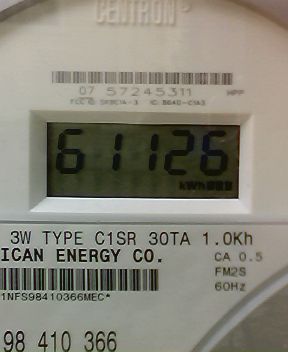 CENTRON®
07 57245311 MPP
61126
kWh
3W TYPE C1SR 30TA 1.0Kh
ICAN ENERGY CO. CA 0.5
FM2S
60Hz
1NFS98410366MEC*
98 410 366